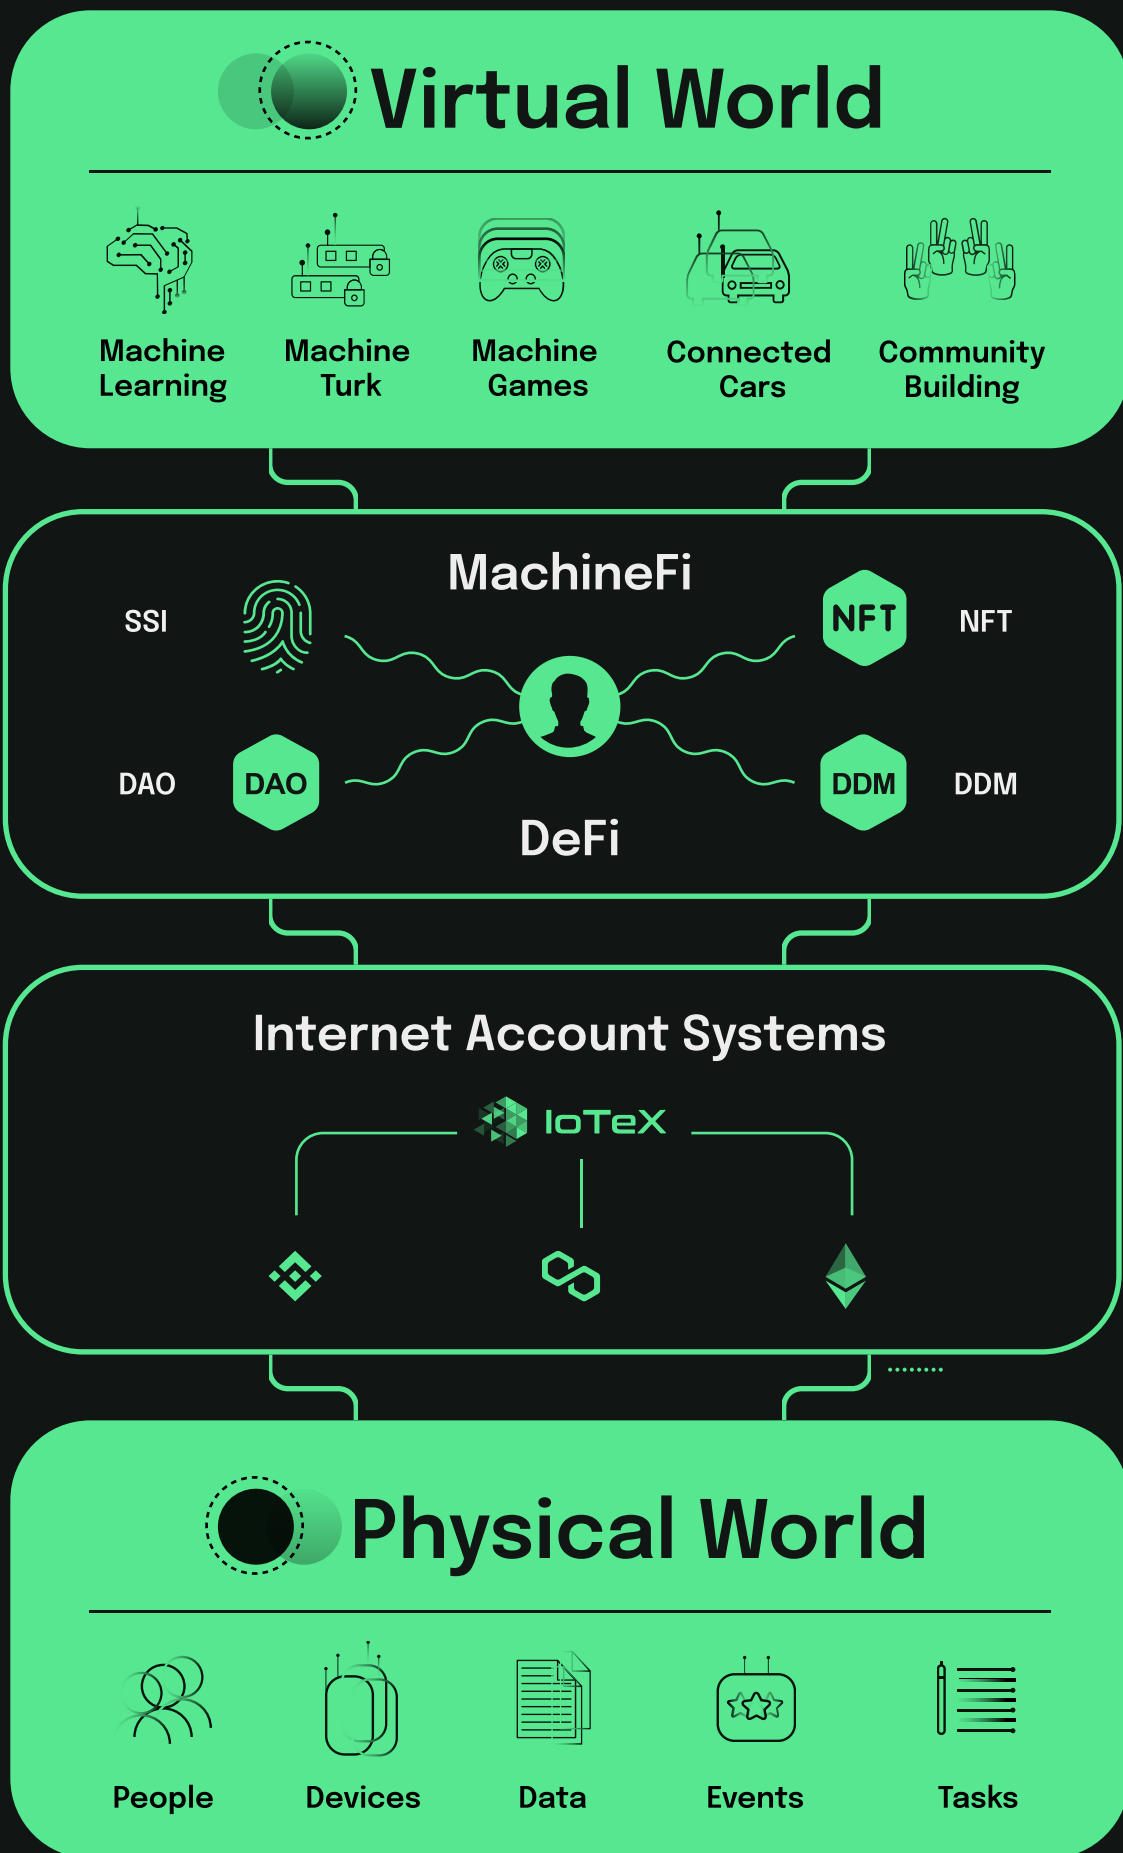 Virtual World
Machine
Learning
Machine
Turk
Machine
Games
Connected
Cars
Community
Building
MachineFi
SSI
NFT
NFT
DAO
DAO
DDM
DDM
DeFi
Internet Account Systems
IoTeX
Physical World
People
Devices
Data
Events
Tasks